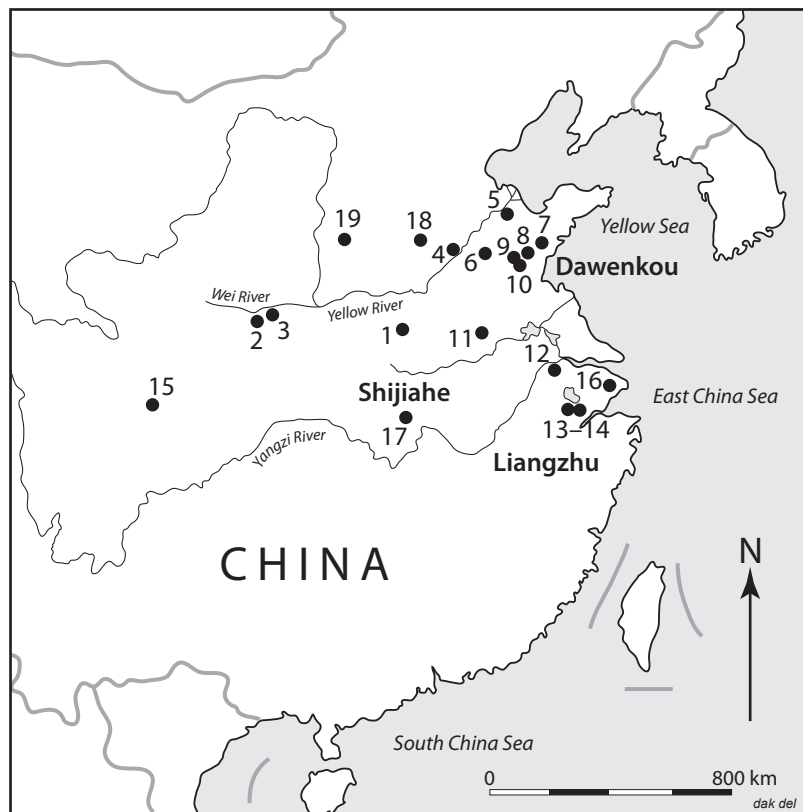 5
Yellow Sea
19
18
7
8
4
9
6
Dawenkou
10
Wei River
Yellow River
3
2
1
11
12
15
Shijiahe
16
East China Sea
17
13–14
Yangzi River
Liangzhu
CHINA
N
South China Sea
0
800 km
dak del